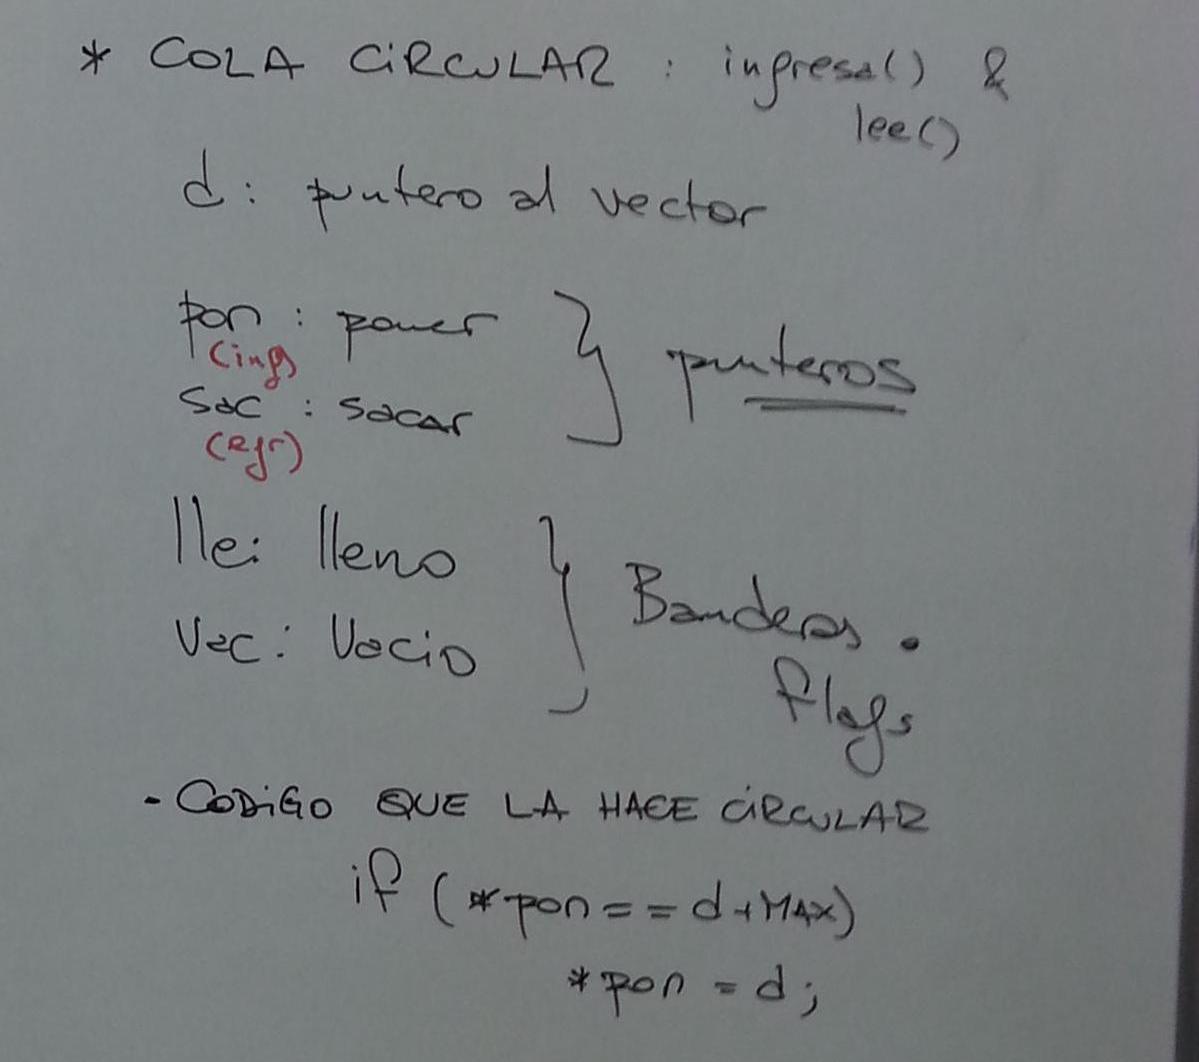 * COLA CIRCULAR : ingresa() &
lee()
d: puntero al vector
pon : poner
(ing)
sac : sacar
(egr)
} punteros
lle: lleno
vac: Vacio
} Banderas.
flags
- CODIGO QUE LA HACE CIRCULAR
if (*pon == d+MAX)
*pon = d;